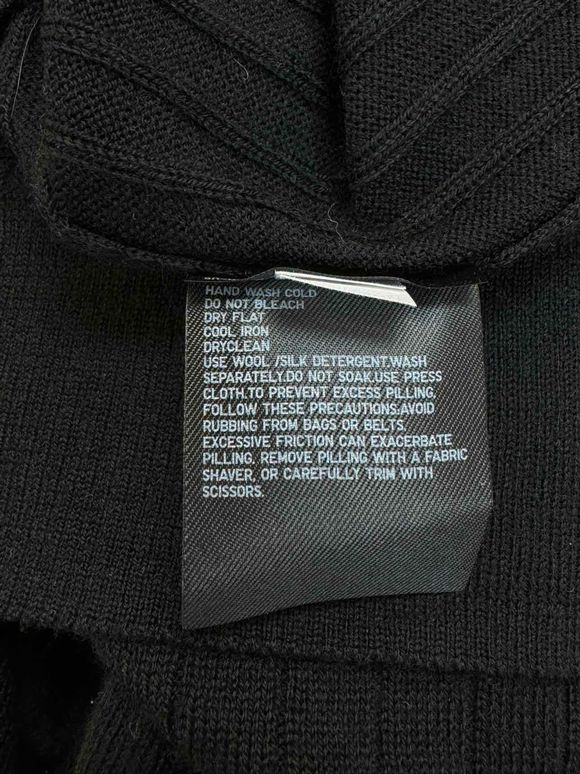 HAND WASH COLD
DO NOT BLEACH
DRY FLAT
COOL IRON
DRYCLEAN
USE WOOL /SILK DETERGENT.WASH
SEPARATELY.DO NOT SOAK.USE PRESS
CLOTH.TO PREVENT EXCESS PILLING,
FOLLOW THESE PRECAUTIONS.AVOID
RUBBING FROM BAGS OR BELTS.
EXCESSIVE FRICTION CAN EXACERBATE
PILLING. REMOVE PILLING WITH A FABRIC
SHAVER, OR CAREFULLY TRIM WITH
SCISSORS.